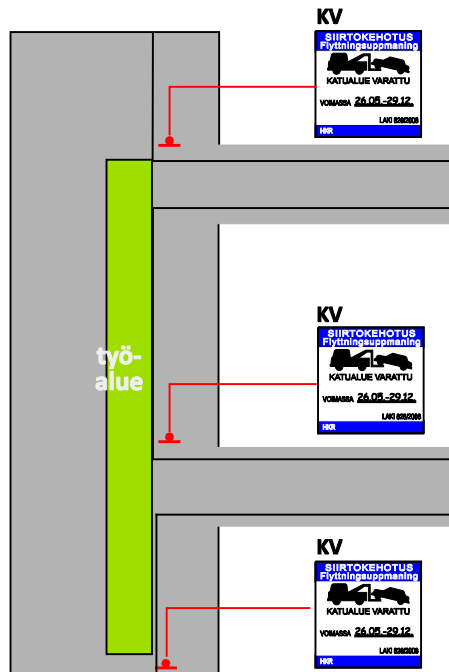 KV
SIIRTOKEHOTUS
Flyttningsuppmaning
KATUALUE VARATTU
VOIMASSA 26.05.-29.12.
LAKI 828/2008
HKR
työ-
alue
KV
SIIRTOKEHOTUS
Flyttningsuppmaning
KATUALUE VARATTU
VOIMASSA 26.05.-29.12.
LAKI 828/2008
HKR
KV
SIIRTOKEHOTUS
Flyttningsuppmaning
KATUALUE VARATTU
VOIMASSA 26.05.-29.12.
LAKI 828/2008
HKR